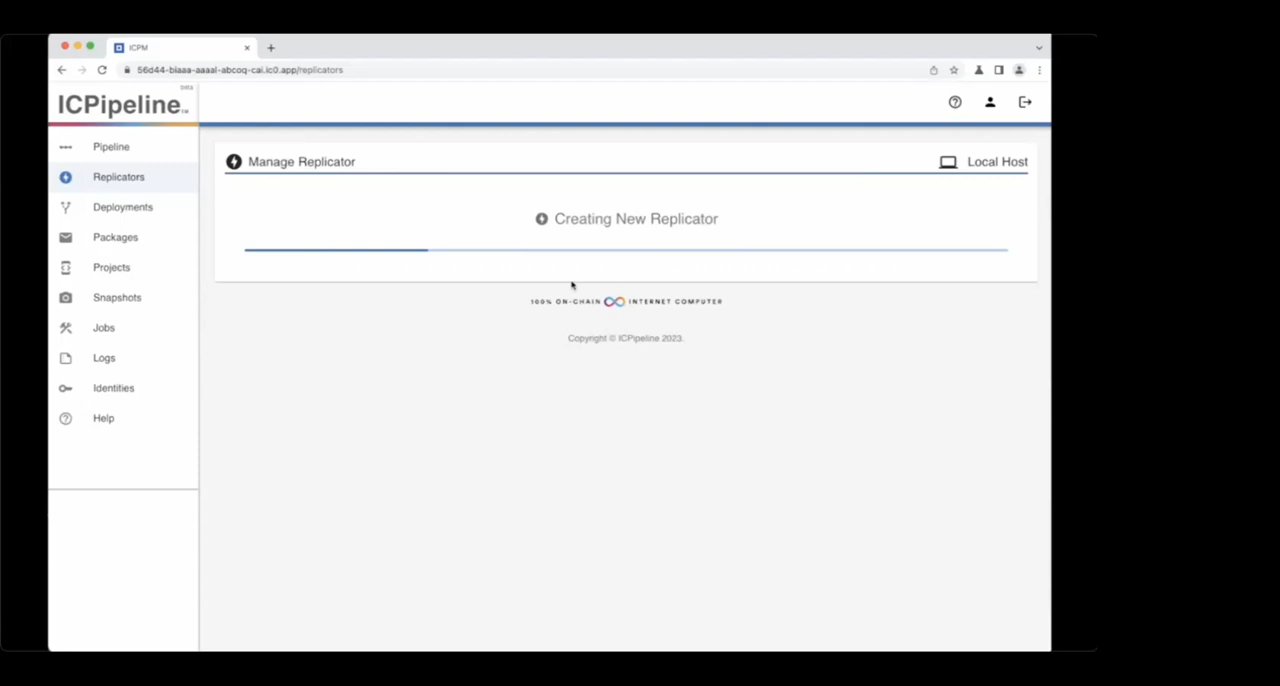 ICPM
56d44-biaaa-aaaal-abcoq-cai.ic0.app/replicators
beta
ICPipeline™
Pipeline
Replicators
Deployments
Packages
Projects
Snapshots
Jobs
Logs
Identities
Help
Manage Replicator
Local Host
Creating New Replicator
100% ON-CHAIN INTERNET COMPUTER
Copyright © ICPipeline 2023.